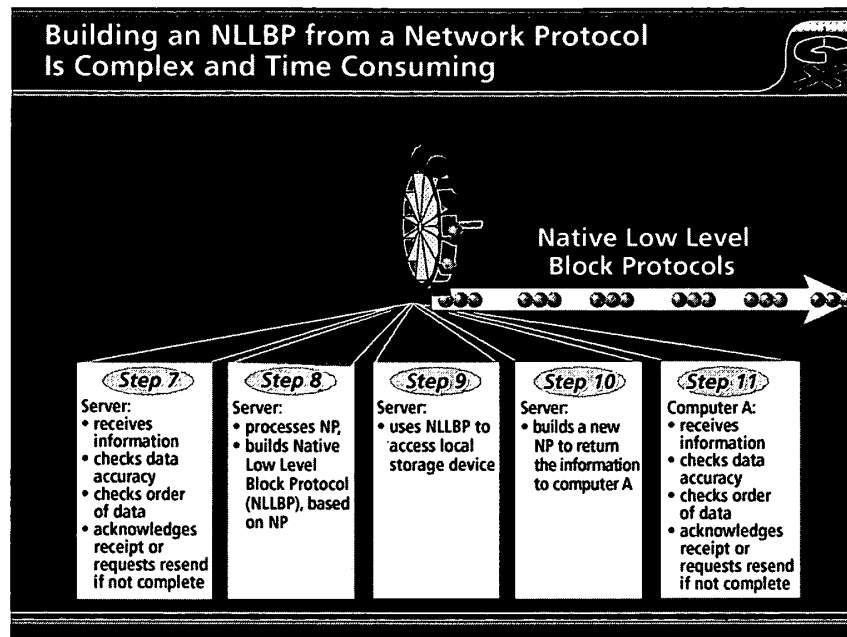 Building an NLLBP from a Network Protocol
Is Complex and Time Consuming
Native Low Level
Block Protocols
Step 7
Server:
• receives
information
• checks data
accuracy
• checks order
of data
• acknowledges
receipt or
requests resend
if not complete
Step 8
Server:
• processes NP,
• builds Native
Low Level
Block Protocol
(NLLBP), based
on NP
Step 9
Server:
• uses NLLBP to
access local
storage device
Step 10
Server:
• builds a new
NP to return
the information
to computer A
Step 11
Computer A:
• receives
information
• checks data
accuracy
• checks order
of data
• acknowledges
receipt or
requests resend
if not complete